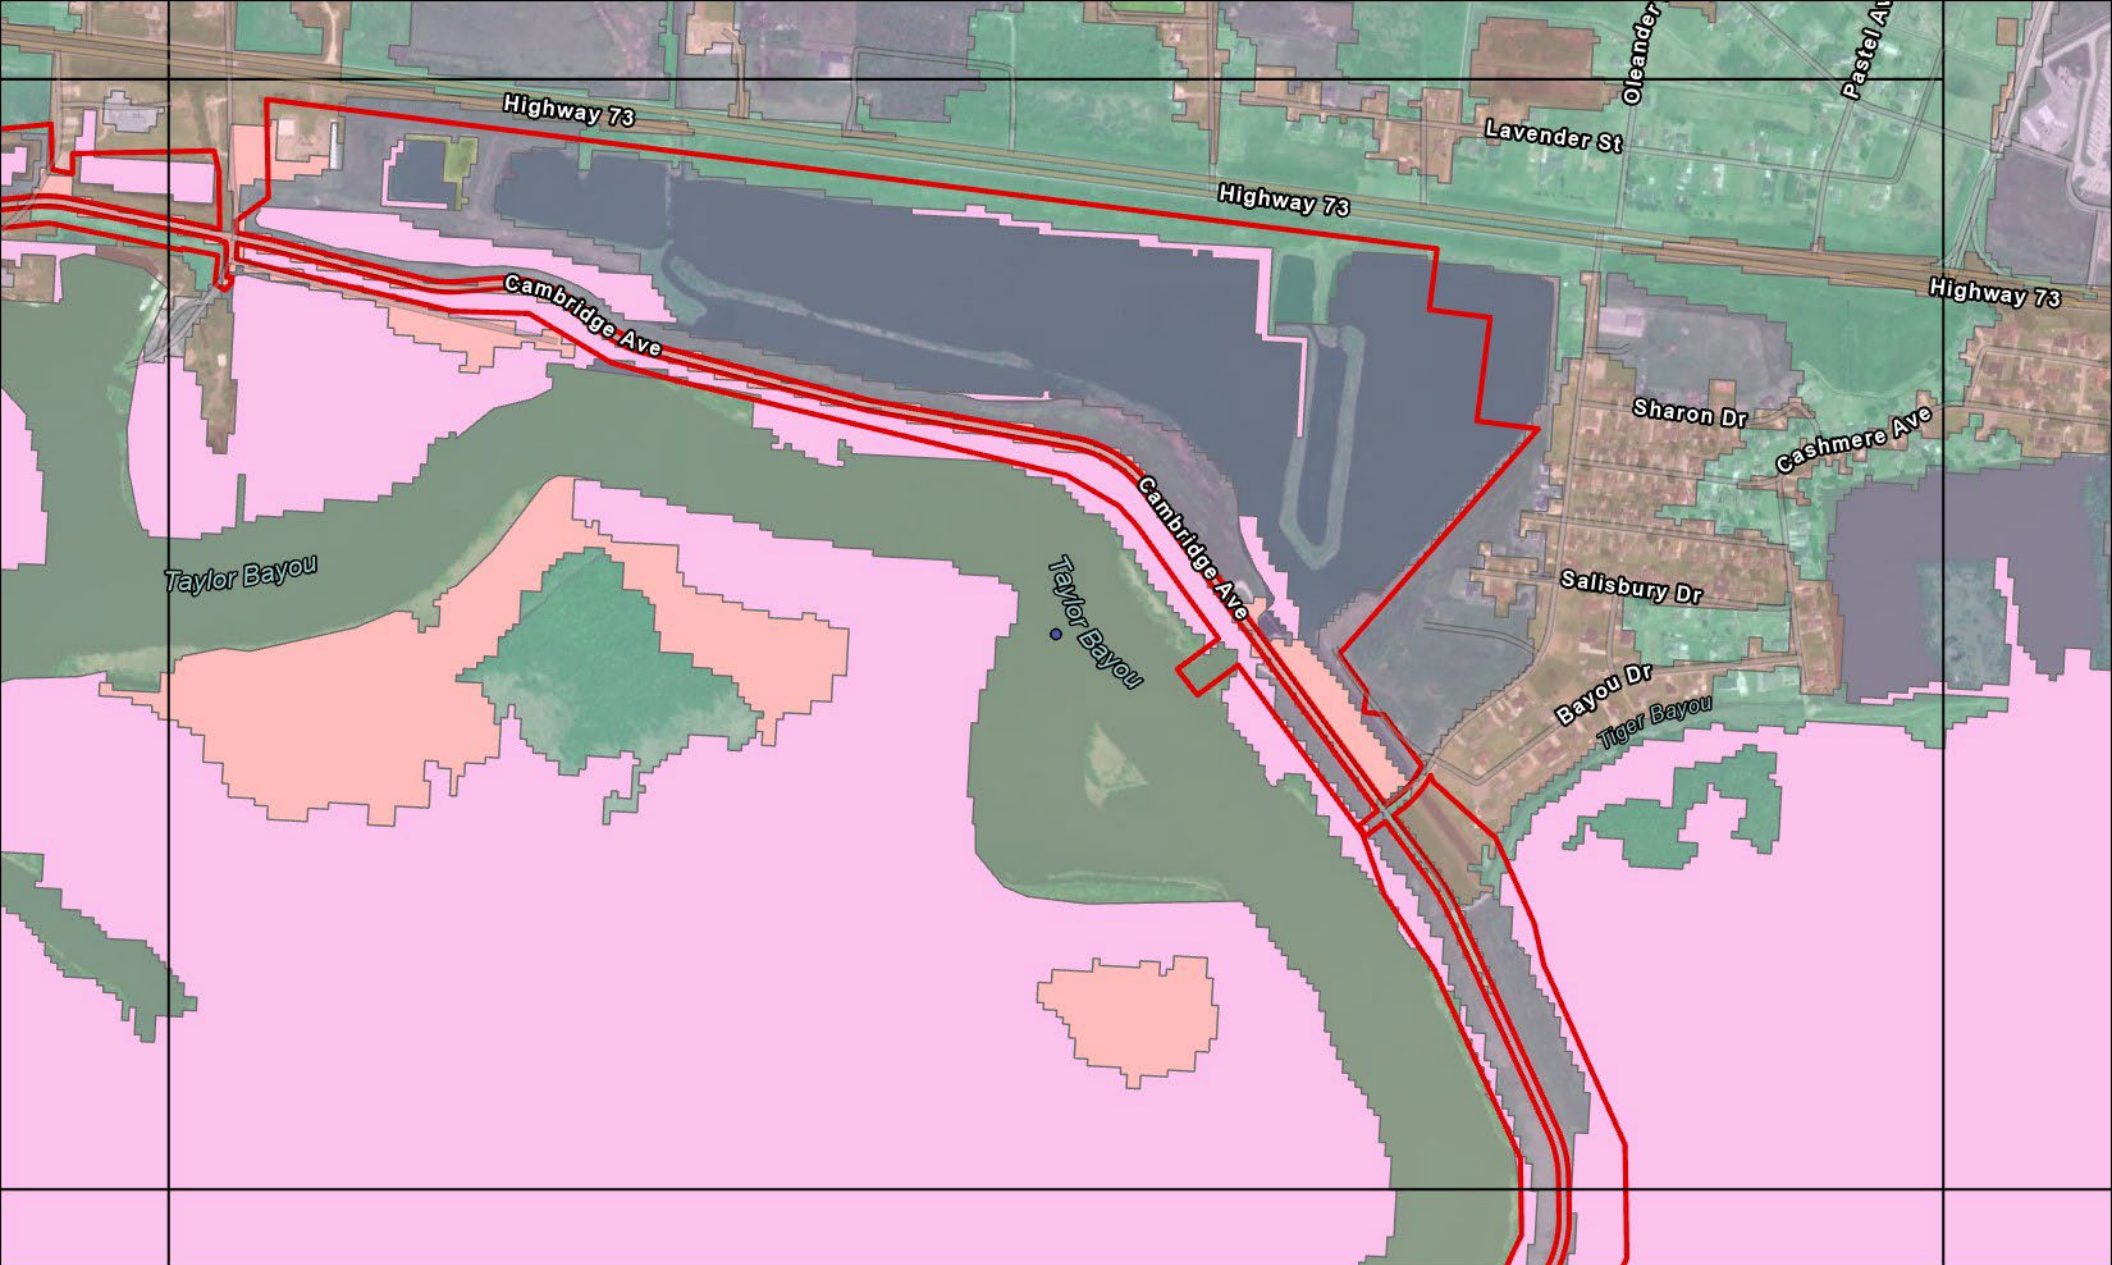 Oleander
Pastel Av
Highway 73
Lavender St
Highway 73
Highway 73
Cambridge Ave
Sharon Dr
Cashmere Ave
Cambridge Ave
Taylor Bayou
Taylor Bayou
Salisbury Dr
Bayou Dr
Tiger Bayou